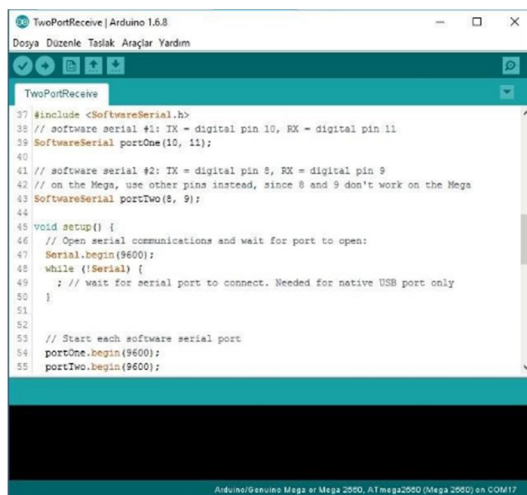 TwoPortReceive | Arduino 1.6.8
Dosya Düzenle Taslak Araçlar Yardım
TwoPortReceive
37 #include <SoftwareSerial.h>
38 // software serial #1: TX = digital pin 10, RX = digital pin 11
39 SoftwareSerial portOne(10, 11);
40
41 // software serial #2: TX = digital pin 8, RX = digital pin 9
42 // on the Mega, use other pins instead, since 8 and 9 don't work on the Mega
43 SoftwareSerial portTwo(8, 9);
44
45 void setup() {
46   // Open serial communications and wait for port to open:
47   Serial.begin(9600);
48   while (!Serial) {
49     ; // wait for serial port to connect. Needed for native USB port only
50   }
51
52
53   // Start each software serial port
54   portOne.begin(9600);
55   portTwo.begin(9600);
Arduino/Genuino Mega or Mega 2560, ATmega2560 (Mega 2560) on COM17